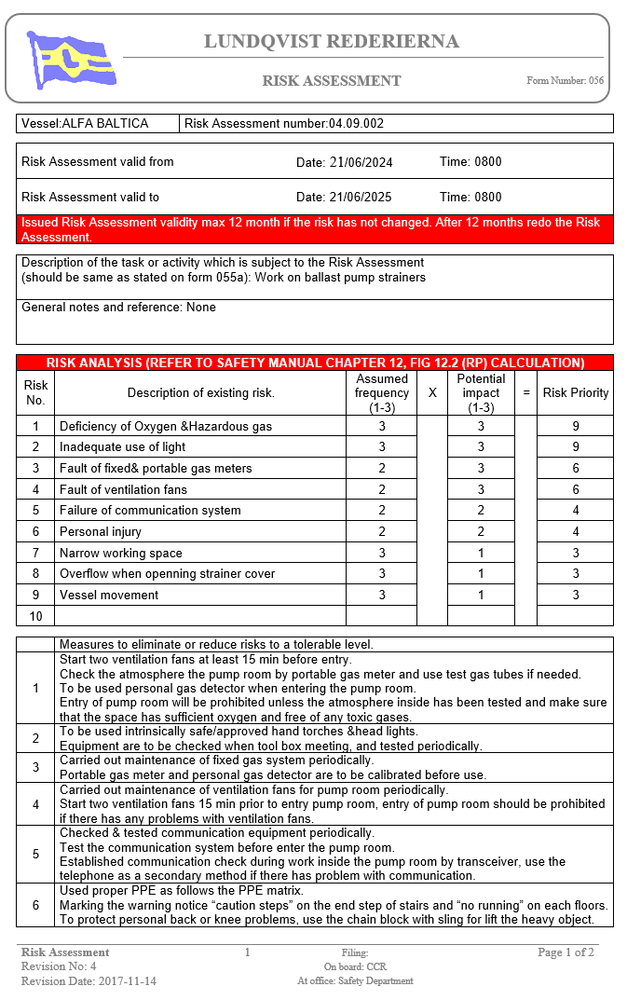 LUNDQVIST REDERIERNA
RISK ASSESSMENT
Form Number: 056
Vessel:ALFA BALTICA Risk Assessment number:04.09.002
Risk Assessment valid from Date: 21/06/2024 Time: 0800
Risk Assessment valid to Date: 21/06/2025 Time: 0800
Issued Risk Assessment validity max 12 month if the risk has not changed. After 12 months redo the Risk
Assessment.
Description of the task or activity which is subject to the Risk Assessment
(should be same as stated on form 055a): Work on ballast pump strainers
General notes and reference: None
RISK ANALYSIS (REFER TO SAFETY MANUAL CHAPTER 12, FIG 12.2 (RP) CALCULATION)
Risk No. Description of existing risk. Assumed frequency (1-3) X Potential impact (1-3) = Risk Priority
1 Deficiency of Oxygen &Hazardous gas 3 3 9
2 Inadequate use of light 3 3 9
3 Fault of fixed& portable gas meters 2 3 6
4 Fault of ventilation fans 2 3 6
5 Failure of communication system 2 2 4
6 Personal injury 2 2 4
7 Narrow working space 3 1 3
8 Overflow when openning strainer cover 3 1 3
9 Vessel movement 3 1 3
10
Measures to eliminate or reduce risks to a tolerable level.
1
Start two ventilation fans at least 15 min before entry.
Check the atmosphere the pump room by portable gas meter and use test gas tubes if needed.
To be used personal gas detector when entering the pump room.
Entry of pump room will be prohibited unless the atmosphere inside has been tested and make sure
that the space has sufficient oxygen and free of any toxic gases.
2
To be used intrinsically safe/approved hand torches &head lights.
Equipment are to be checked when tool box meeting, and tested periodically.
3
Carried out maintenance of fixed gas system periodically.
Portable gas meter and personal gas detector are to be calibrated before use.
4
Carried out maintenance of ventilation fans for pump room periodically.
Start two ventilation fans 15 min prior to entry pump room, entry of pump room should be prohibited
if there has any problems with ventilation fans.
5
Checked & tested communication equipment periodically.
Test the communication system before enter the pump room.
Established communication check during work inside the pump room by transceiver, use the
telephone as a secondary method if there has problem with communication.
6
Used proper PPE as follows the PPE matrix.
Marking the warning notice “caution steps” on the end step of stairs and “no running” on each floors.
To protect personal back or knee problems, use the chain block with sling for lift the heavy object.
Risk Assessment 1 Filing: Page 1 of 2
Revision No: 4 On board: CCR
Revision Date: 2017-11-14 At office: Safety Department